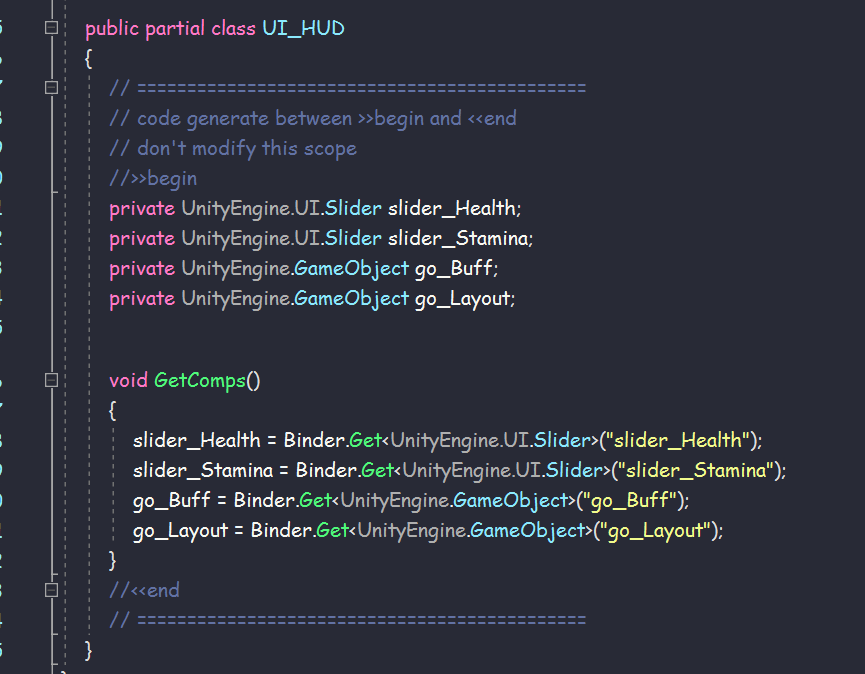 public partial class UI_HUD
{
// =============================================
// code generate between >>begin and <<end
// don't modify this scope
//>>begin
private UnityEngine.UI.Slider slider_Health;
private UnityEngine.UI.Slider slider_Stamina;
private UnityEngine.GameObject go_Buff;
private UnityEngine.GameObject go_Layout;
void GetComps()
{
slider_Health = Binder.Get<UnityEngine.UI.Slider>("slider_Health");
slider_Stamina = Binder.Get<UnityEngine.UI.Slider>("slider_Stamina");
go_Buff = Binder.Get<UnityEngine.GameObject>("go_Buff");
go_Layout = Binder.Get<UnityEngine.GameObject>("go_Layout");
}
//<<end
// =============================================
}